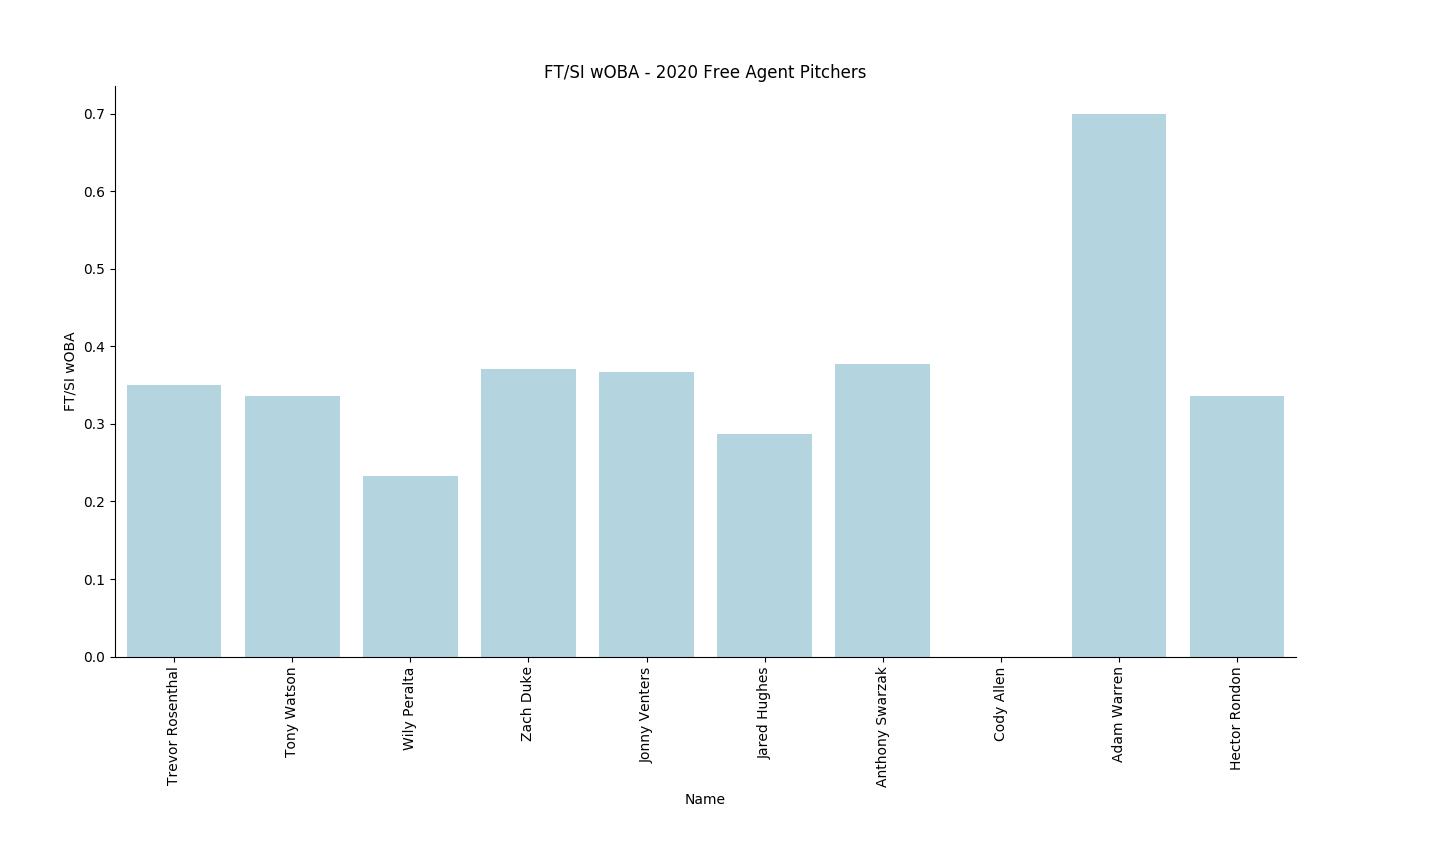 FT/SI wOBA - 2020 Free Agent Pitchers
FT/SI wOBA
0.7
0.6
0.5
0.4
0.3
0.2
0.1
0.0
Trevor Rosenthal
Tony Watson
Wily Peralta
Zach Duke
Jonny Venters
Jared Hughes
Anthony Swarzak
Cody Allen
Adam Warren
Hector Rondon
Name